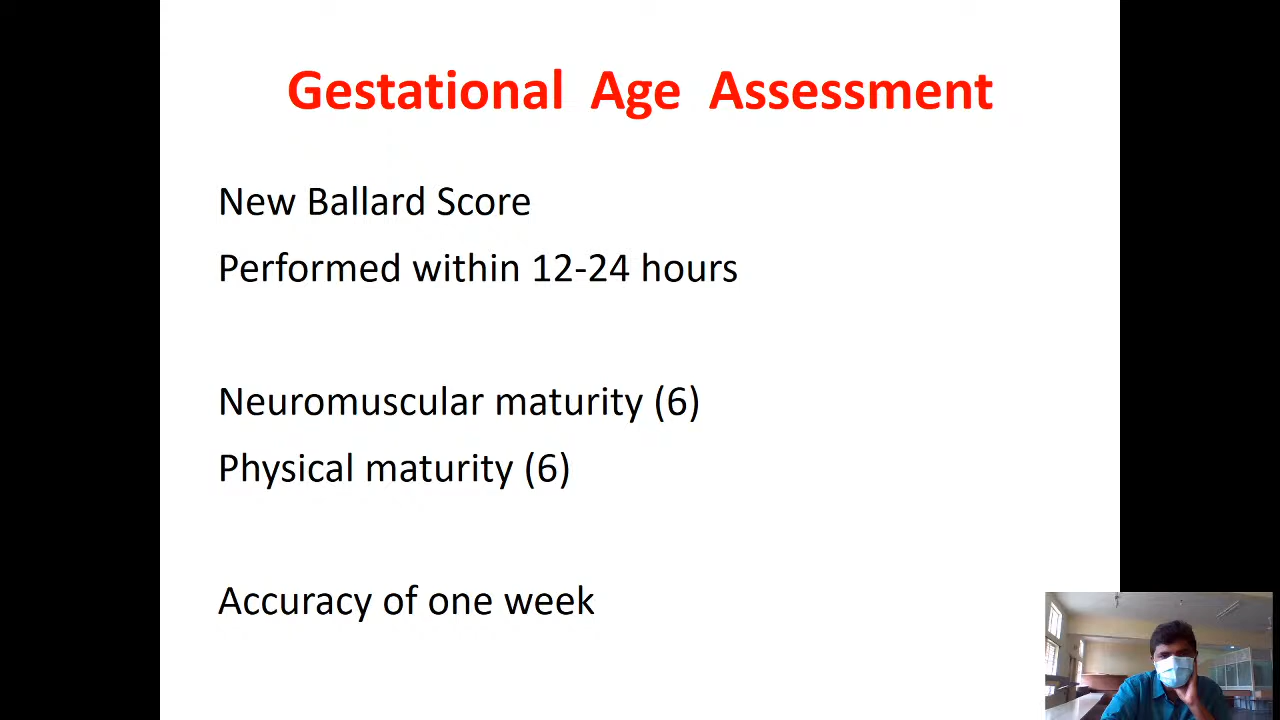 Gestational Age Assessment
New Ballard Score
Performed within 12-24 hours
Neuromuscular maturity (6)
Physical maturity (6)
Accuracy of one week